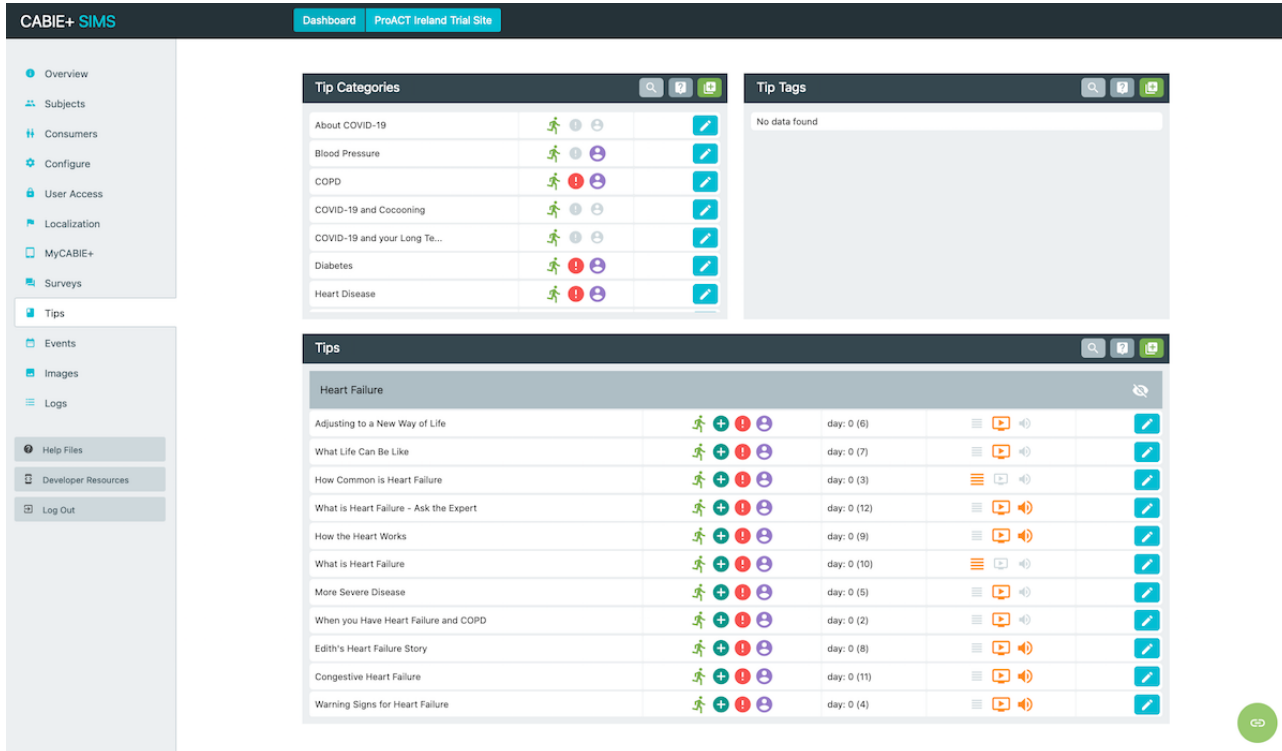 CABIE+ SIMS
Dashboard
ProACT Ireland Trial Site
Overview
Subjects
Consumers
Configure
User Access
Localization
MyCABIE+
Surveys
Tips
Events
Images
Logs
Help Files
Developer Resources
Log Out
Tip Categories
About COVID-19
Blood Pressure
COPD
COVID-19 and Cocooning
COVID-19 and your Long Te...
Diabetes
Heart Disease
Tip Tags
No data found
Tips
Heart Failure
Adjusting to a New Way of Life day: 0 (6)
What Life Can Be Like day: 0 (7)
How Common is Heart Failure day: 0 (3)
What is Heart Failure - Ask the Expert day: 0 (12)
How the Heart Works day: 0 (9)
What is Heart Failure day: 0 (10)
More Severe Disease day: 0 (5)
When you Have Heart Failure and COPD day: 0 (2)
Edith's Heart Failure Story day: 0 (8)
Congestive Heart Failure day: 0 (11)
Warning Signs for Heart Failure day: 0 (4)